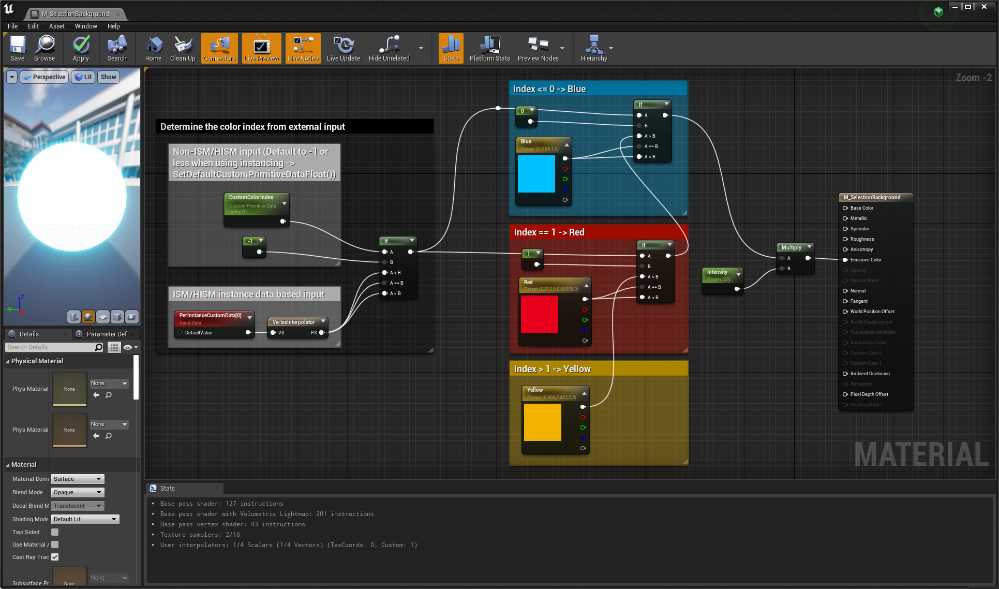 M_SelectionBackground
File Edit Asset Window Help
Save Browse Apply Search Home Clean Up Connectors Live Preview Live Nodes Live Update Hide Unrelated Stats Platform Stats Preview Nodes Hierarchy
Perspective Lit Show
Zoom -2
Determine the color index from external input
Non-ISM/HISM input (Default to -1 or
less when using instancing ->
SetDefaultCustomPrimitiveDataFloat())
CustomColorIndex
Custom Primitive Data
Index 0
-1
ISM/HISM instance data based input
PerInstanceCustomData[0]
Input Data
DefaultValue
VertexInterpolator
VS PS
If
A
B
A > B
A == B
A < B
Index <= 0 -> Blue
0
Blue
Param (0,0.54,1,0)
If
A
B
A > B
A == B
A < B
Index == 1 -> Red
1
Red
Param (0.812,0,0.00658,0)
If
A
B
A > B
A == B
A < B
Index > 1 -> Yellow
Yellow
Param (0.896,0.452,0,0)
Intensity
Param (35)
Multiply
A
B
M_SelectionBackground
Base Color
Metallic
Specular
Roughness
Anisotropy
Emissive Color
Opacity
Opacity Mask
Normal
Tangent
World Position Offset
World Displacement
Tessellation Multiplier
Subsurface Color
Custom Data 0
Custom Data 1
Ambient Occlusion
Refraction
Pixel Depth Offset
Shading Model
MATERIAL
Z
Y
X
Details Parameter Def
Search Details
Physical Material
Phys Material None None
Phys Material None None
Material
Material Doma Surface
Blend Mode Opaque
Decal Blend M Translucent
Shading Mode Default Lit
Two Sided
Use Material A
Cast Ray Trac
Subsurface Pr None None
Stats
Base pass shader: 127 instructions
Base pass shader with Volumetric Lightmap: 201 instructions
Base pass vertex shader: 43 instructions
Texture samplers: 2/16
User interpolators: 1/4 Scalars (1/4 Vectors) (TexCoords: 0, Custom: 1)